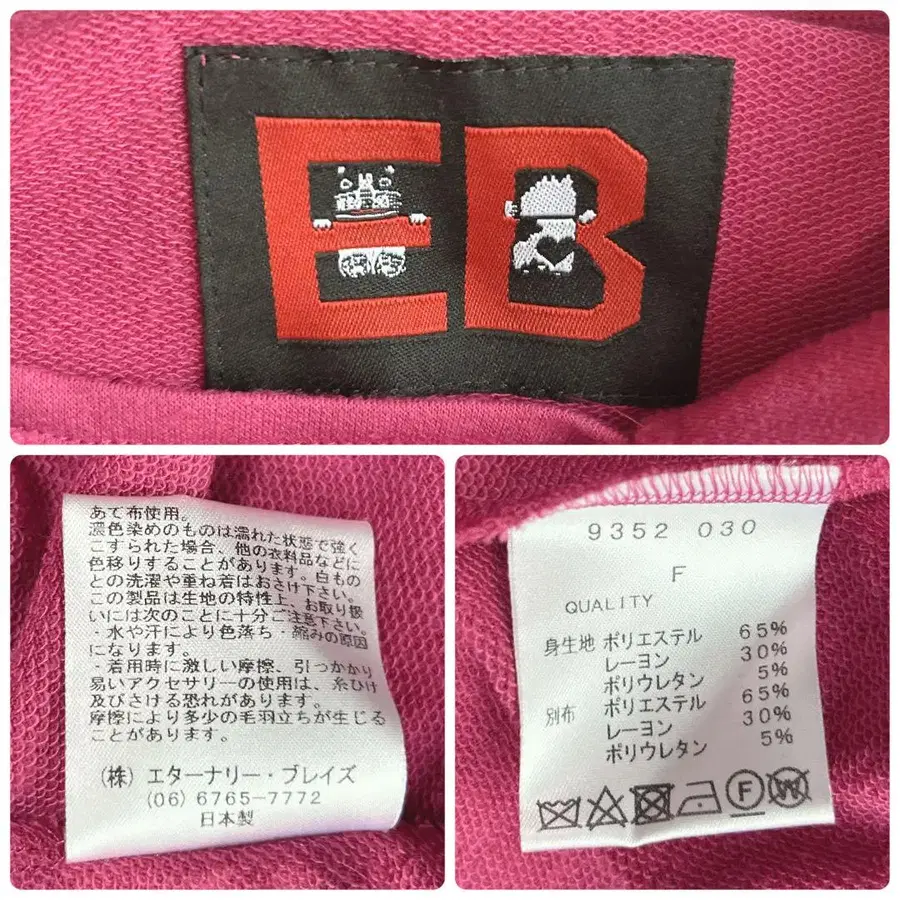 EB
あて布使用。
濃色染めのものは濡れた状態で強く
こすられた場合、他の衣料品などに
色移りすることがあります。白もの
との洗濯や重ね着はおさけ下さい。
この製品は生地の特性上、お取り扱
いには次のことに十分ご注意下さい。
・水や汗により色落ち・縮みの原因
になります。
・着用時に激しい摩擦、引っかかり
易いアクセサリーの使用は、糸ひけ
及びさける恐れがあります。
摩擦により多少の毛羽立ちが生じる
ことがあります。
(株) エターナリー・ブレイズ
(06) 6765-7772
日本製
9352 030
F
QUALITY
身生地 ポリエステル 65%
レーヨン 30%
ポリウレタン 5%
別布 ポリエステル 65%
レーヨン 30%
ポリウレタン 5%
F W